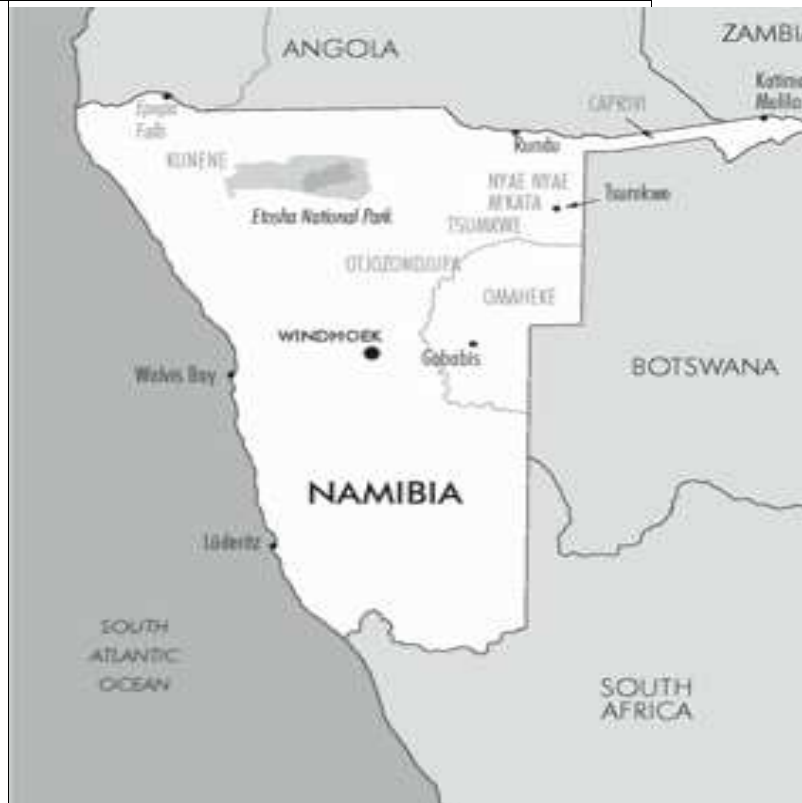 ANGOLA
ZAMBI
Katima
Mulilo
CAPRIVI
Epupa
Falls
Rundu
KUNENE
NYAE NYAE
N≠KATA
Tsumkwe
Etosha National Park
TSUMKWE
OTJOZONDJUPA
OMAHEKE
WINDHOEK
Gobabis
Walvis Bay
BOTSWANA
NAMIBIA
Lüderitz
SOUTH
ATLANTIC
OCEAN
SOUTH
AFRICA